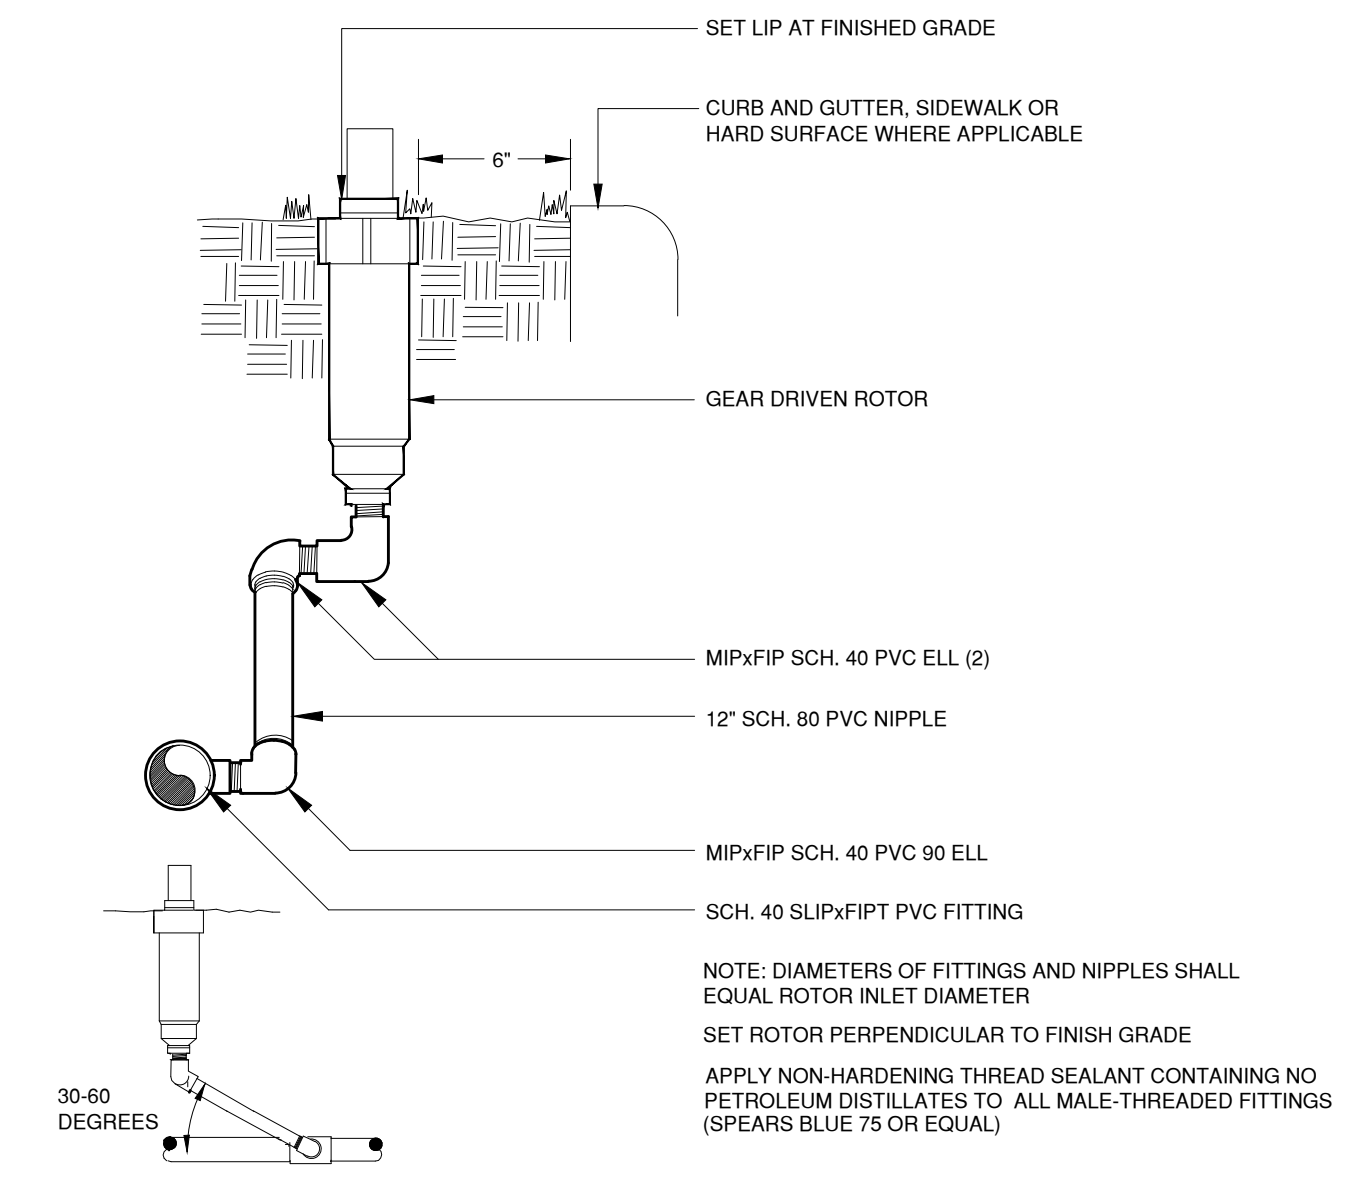 SET LIP AT FINISHED GRADE
CURB AND GUTTER, SIDEWALK OR
HARD SURFACE WHERE APPLICABLE
6"
GEAR DRIVEN ROTOR
MIPxFIP SCH. 40 PVC ELL (2)
12" SCH. 80 PVC NIPPLE
MIPxFIP SCH. 40 PVC 90 ELL
SCH. 40 SLIPxFIPT PVC FITTING
NOTE: DIAMETERS OF FITTINGS AND NIPPLES SHALL
EQUAL ROTOR INLET DIAMETER
SET ROTOR PERPENDICULAR TO FINISH GRADE
APPLY NON-HARDENING THREAD SEALANT CONTAINING NO
PETROLEUM DISTILLATES TO ALL MALE-THREADED FITTINGS
(SPEARS BLUE 75 OR EQUAL)
30-60
DEGREES